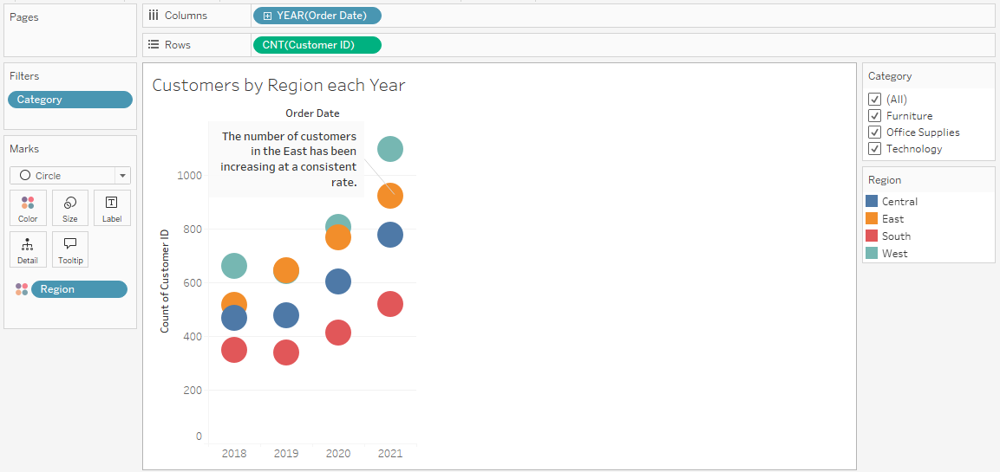 Pages
Columns
YEAR(Order Date)
Rows
CNT(Customer ID)
Filters
Category
Marks
Circle
Color
Size
Label
Detail
Tooltip
Region
Customers by Region each Year
Order Date
The number of customers
in the East has been
increasing at a consistent
rate.
Count of Customer ID
1000
800
600
400
200
0
2018 2019 2020 2021
Category
(All)
Furniture
Office Supplies
Technology
Region
Central
East
South
West